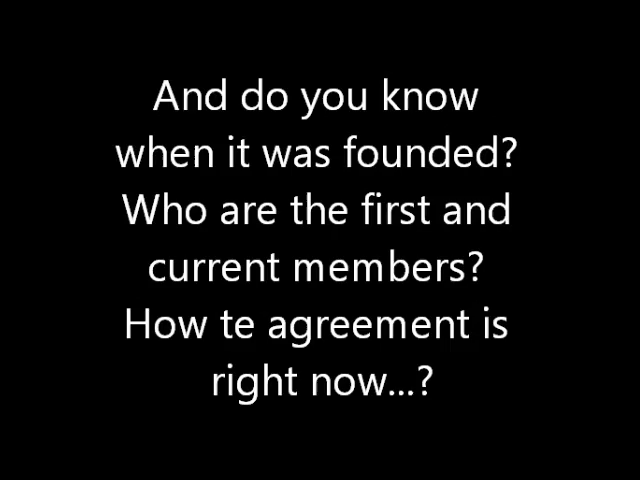 And do you know
when it was founded?
Who are the first and
current members?
How te agreement is
right now...?